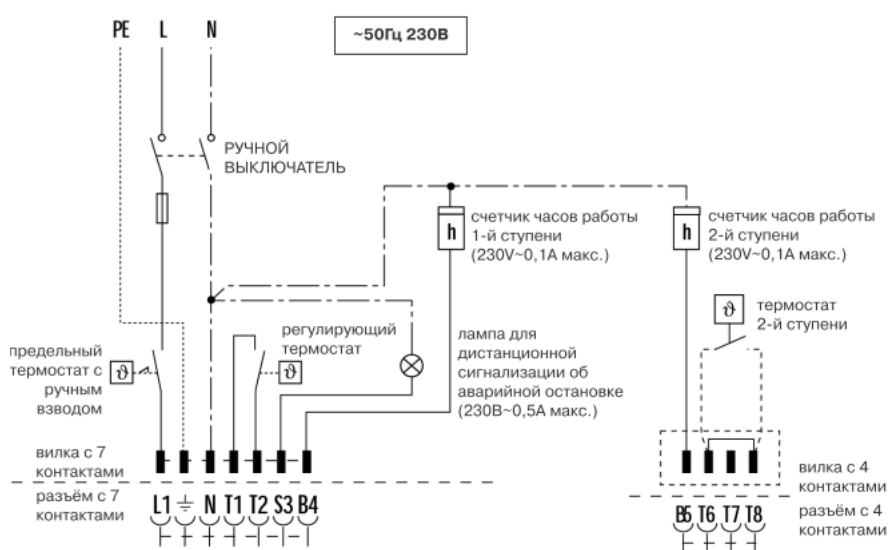 PE L N
~50Гц 230В
РУЧНОЙ
ВЫКЛЮЧАТЕЛЬ
h
счетчик часов работы
1-й ступени
(230V~0,1А макс.)
h
счетчик часов работы
2-й ступени
(230V~0,1А макс.)
предельный
термостат с
ручным
взводом
ϑ
регулирующий
термостат
ϑ
лампа для
дистанционной
сигнализации об
аварийной остановке
(230В~0,5А макс.)
ϑ
термостат
2-й ступени
вилка с 7
контактами
разъём с 7
контактами
L1 N T1 T2 S3 B4
вилка с 4
контактами
разъём с 4
контактами
B5 T6 T7 T8